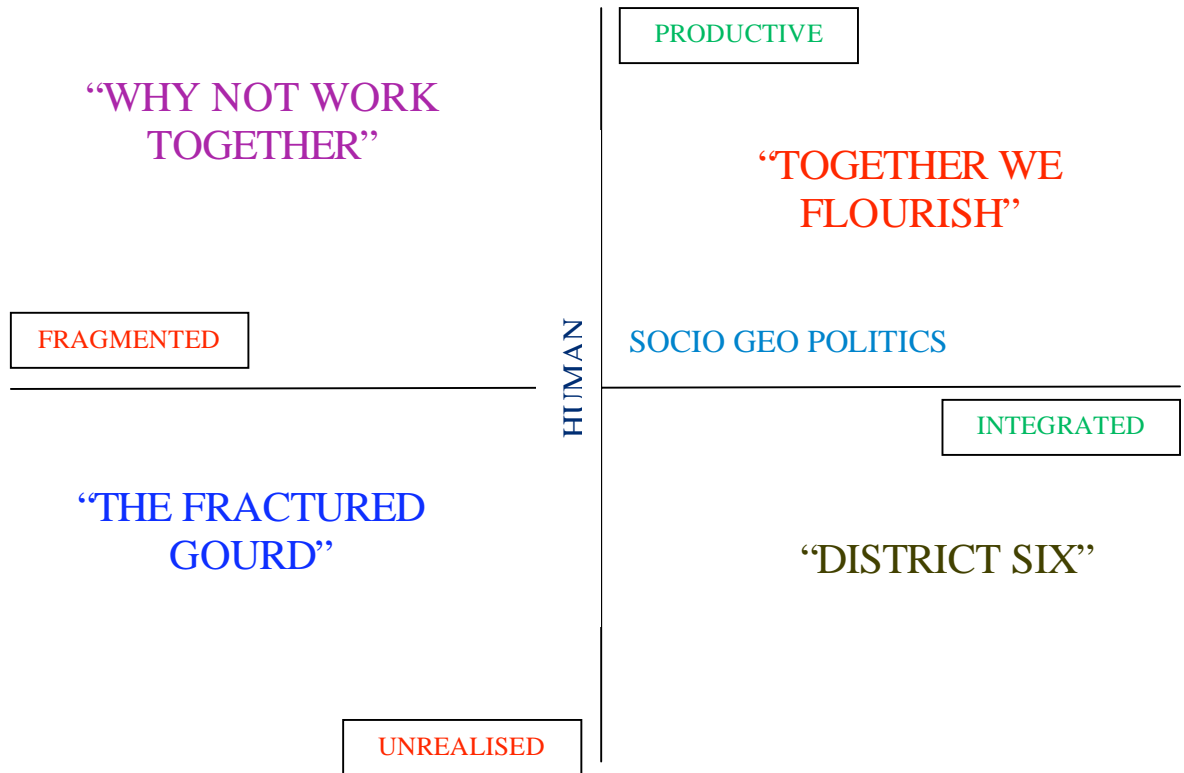 PRODUCTIVE
“WHY NOT WORK
TOGETHER”
“TOGETHER WE
FLOURISH”
FRAGMENTED
HUMAN
SOCIO GEO POLITICS
INTEGRATED
“THE FRACTURED
GOURD”
“DISTRICT SIX”
UNREALISED